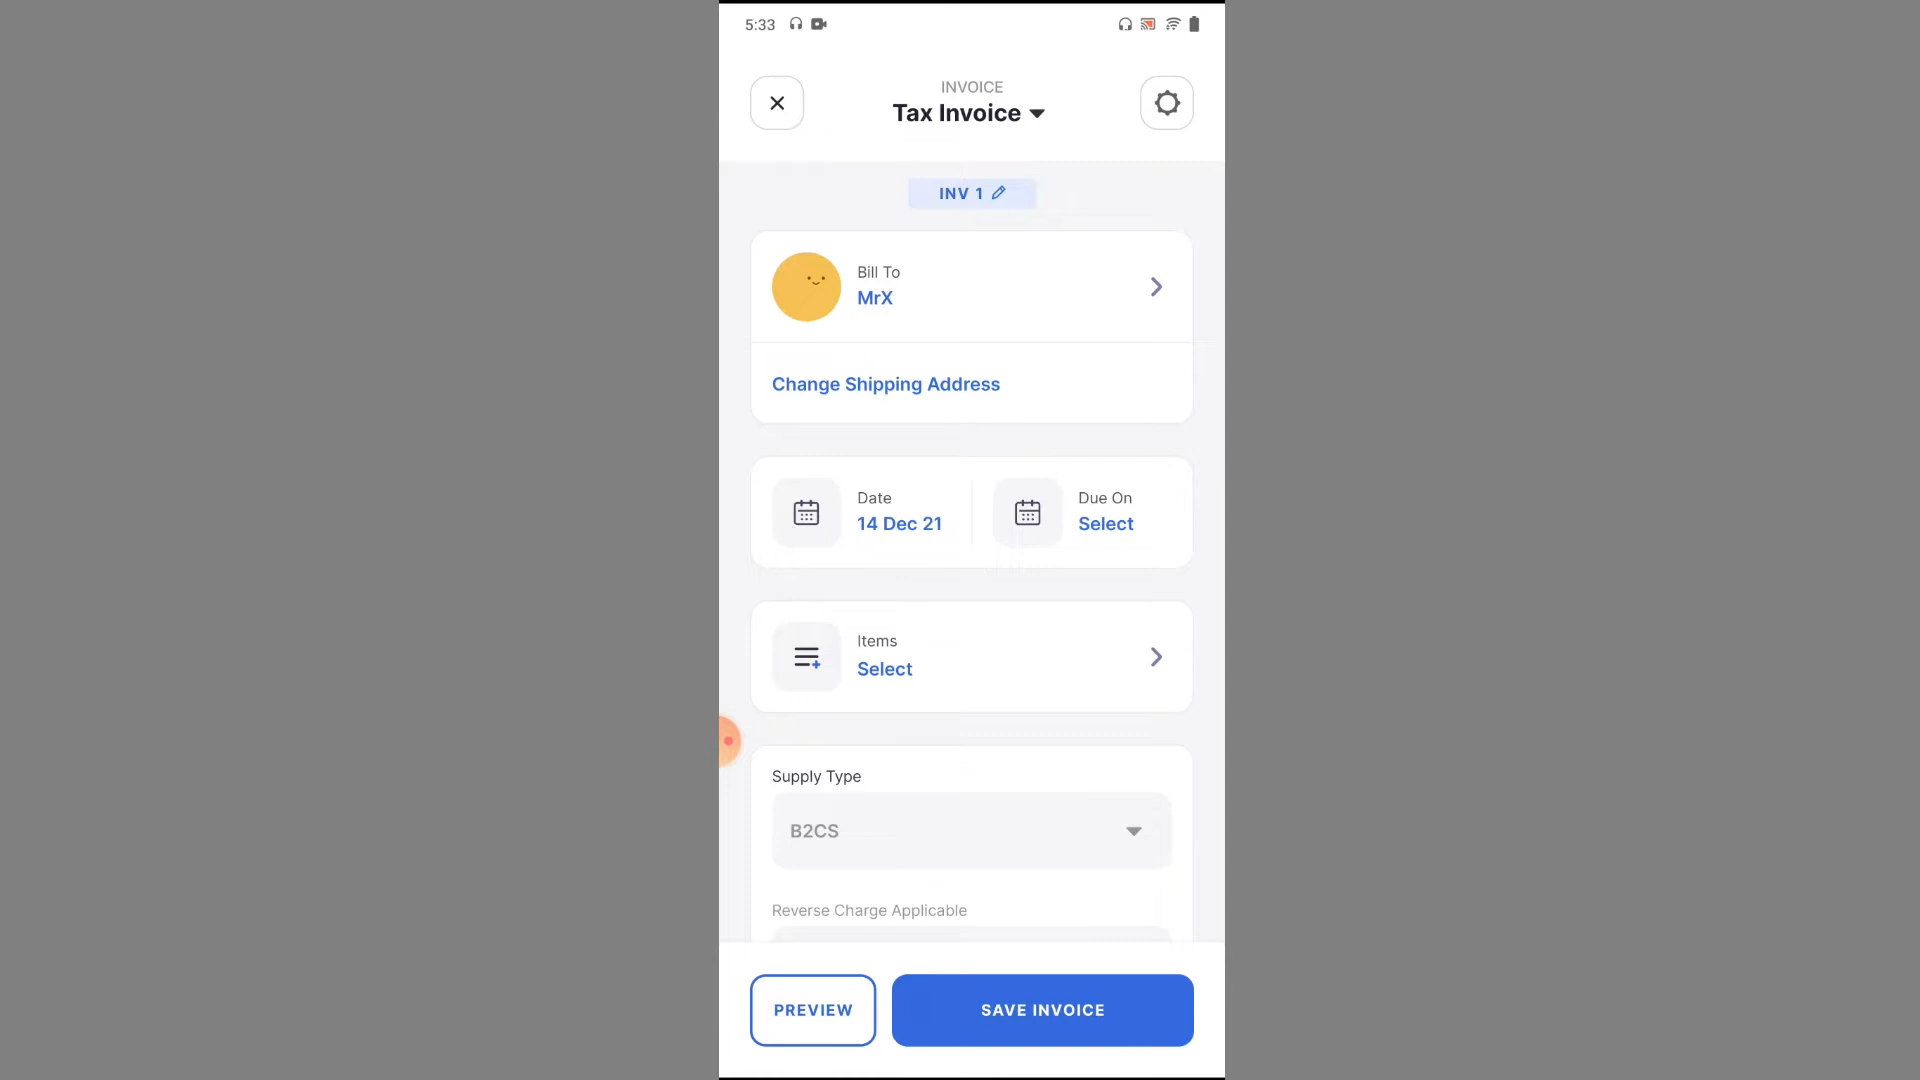 5:33
INVOICE
Tax Invoice
INV 1
Bill To
MrX
Change Shipping Address
Date
14 Dec 21
Due On
Select
Items
Select
Supply Type
B2CS
Reverse Charge Applicable
PREVIEW
SAVE INVOICE